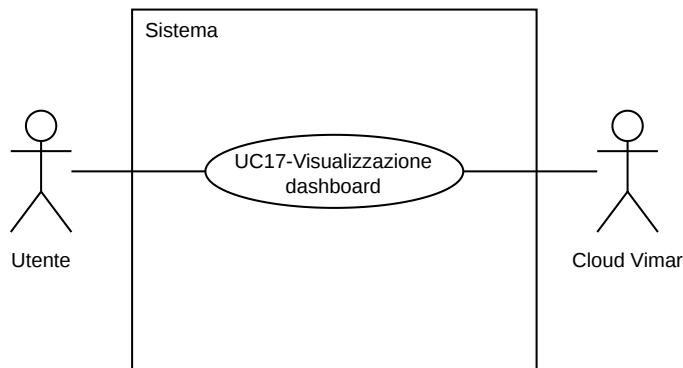 Sistema
UC17-Visualizzazione
dashboard
Utente
Cloud Vimar